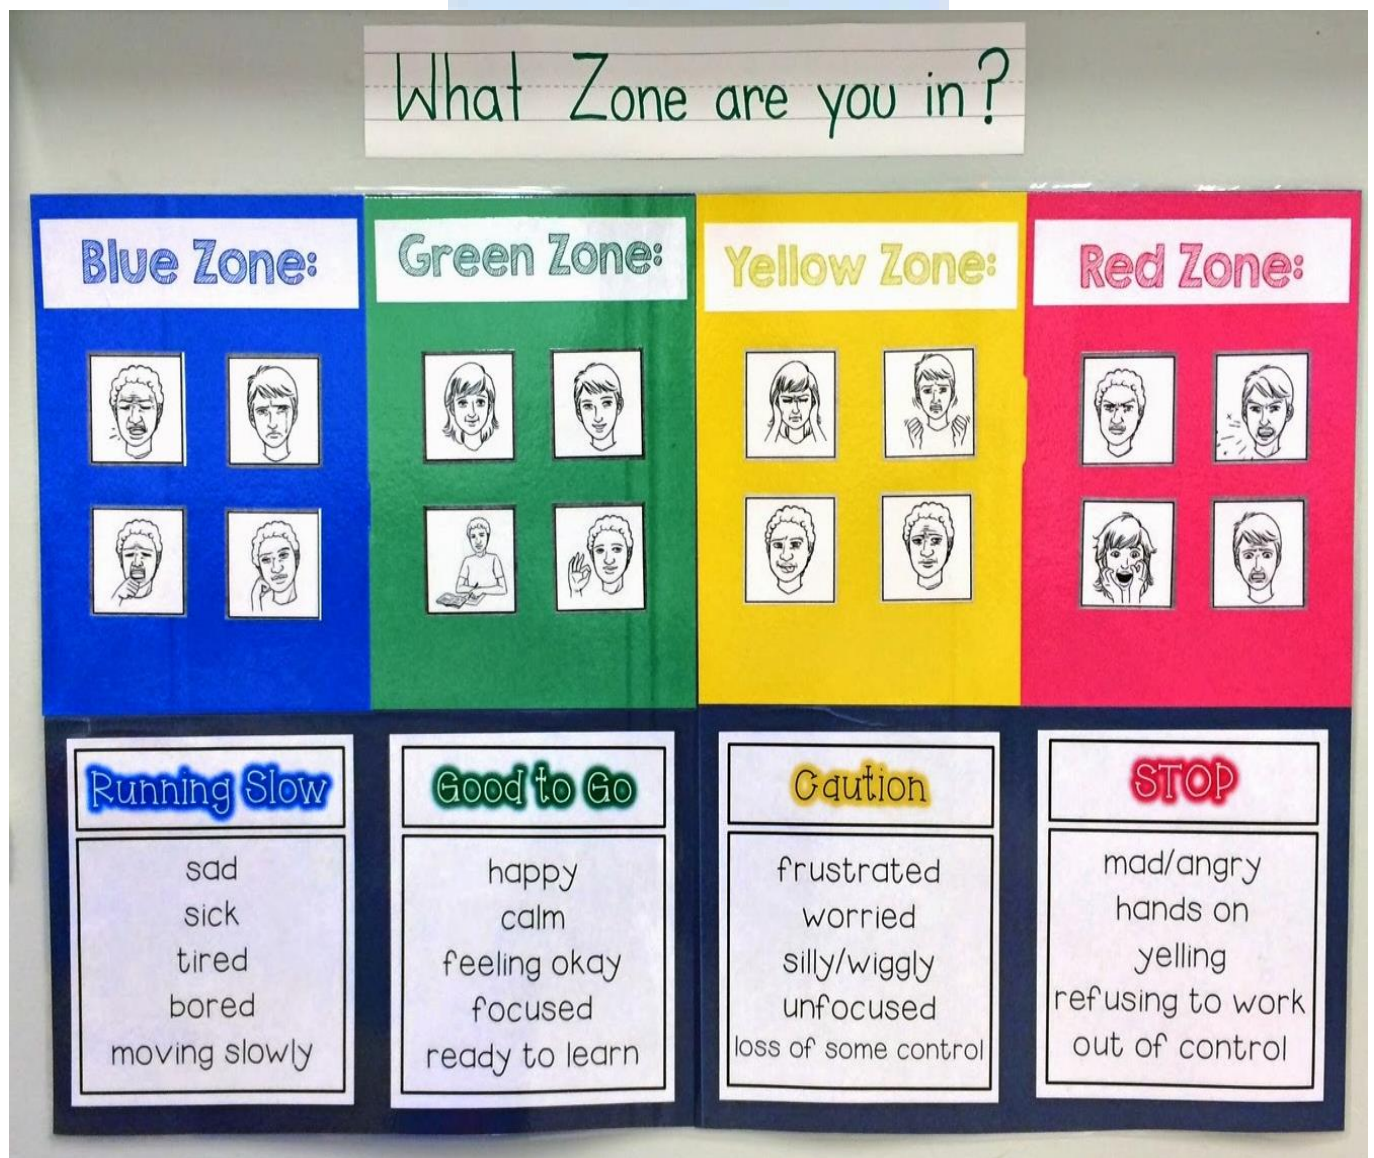 What Zone are you in?
Blue Zone:
Green Zone:
Yellow Zone:
Red Zone:
Running Slow
sad
sick
tired
bored
moving slowly
Good to Go
happy
calm
feeling okay
focused
ready to learn
Caution
frustrated
worried
silly/wiggly
unfocused
loss of some control
STOP
mad/angry
hands on
yelling
refusing to work
out of control